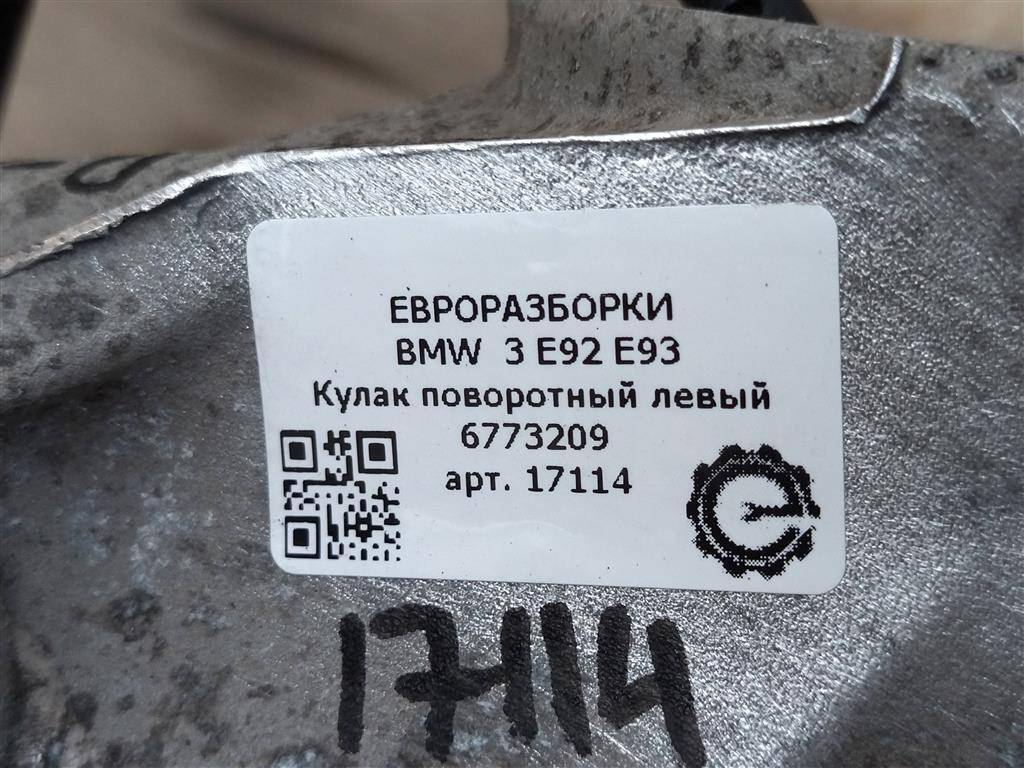 ЕВРОРАЗБОРКИ
BMW 3 E92 E93
Кулак поворотный левый
6773209
арт. 17114
17114